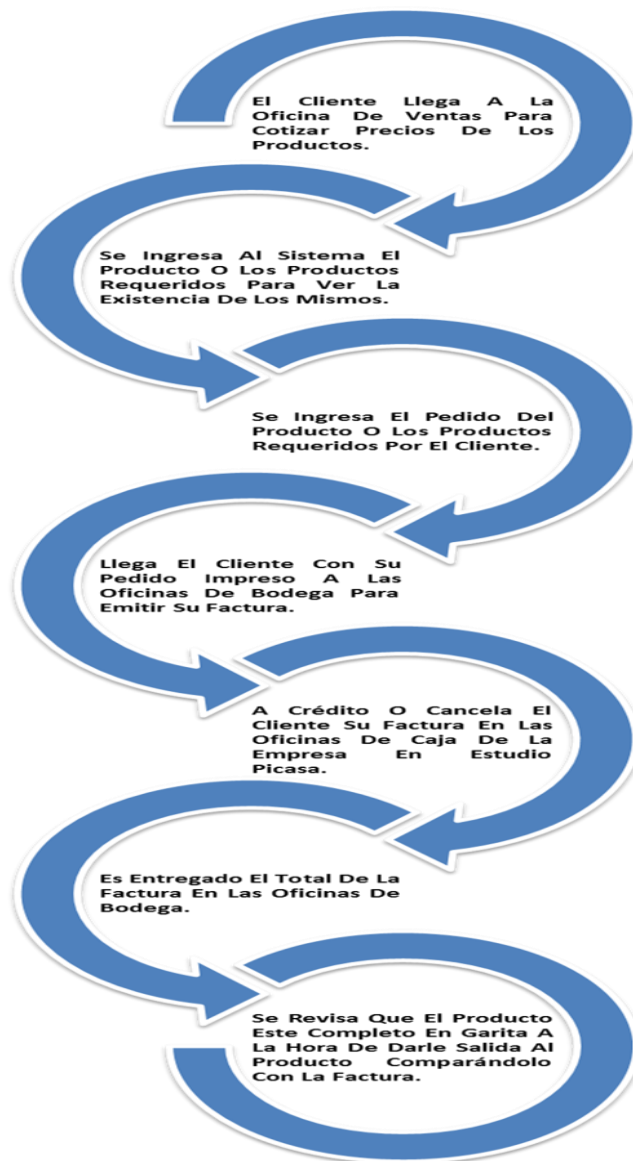 El Cliente Llega A La
Oficina De Ventas Para
Cotizar Precios De Los
Productos.
Se Ingresa Al Sistema El
Producto O Los Productos
Requeridos Para Ver La
Existencia De Los Mismos.
Se Ingresa El Pedido Del
Producto O Los Productos
Requeridos Por El Cliente.
Llega El Cliente Con Su
Pedido Impreso A Las
Oficinas De Bodega Para
Emitir Su Factura.
A Crédito O Cancela El
Cliente Su Factura En Las
Oficinas De Caja De La
Empresa En Estudio
Picasa.
Es Entregado El Total De La
Factura En Las Oficinas De
Bodega.
Se Revisa Que El Producto
Este Completo En Garita A
La Hora De Darle Salida Al
Producto Comparándolo
Con La Factura.